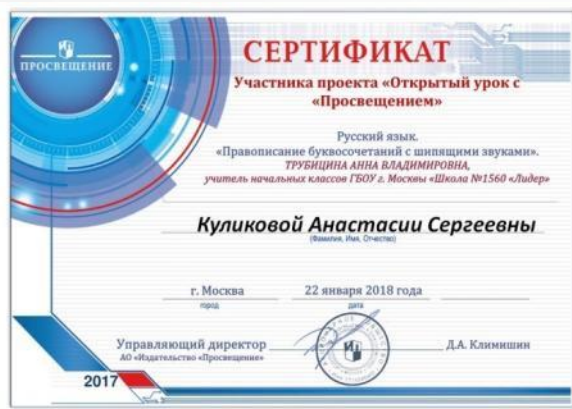 ПРОСВЕЩЕНИЕ
СЕРТИФИКАТ
Участника проекта «Открытый урок с
«Просвещением»
Русский язык.
«Правописание буквосочетаний с шипящими звуками».
ТРУБИЦИНА АННА ВЛАДИМИРОВНА,
учитель начальных классов ГБОУ г. Москвы «Школа №1560 «Лидер»
Куликовой Анастасии Сергеевны
(Фамилия, Имя, Отчество)
г. Москва 22 января 2018 года
город дата
Управляющий директор Д.А. Климишин
АО «Издательство «Просвещение»
2017